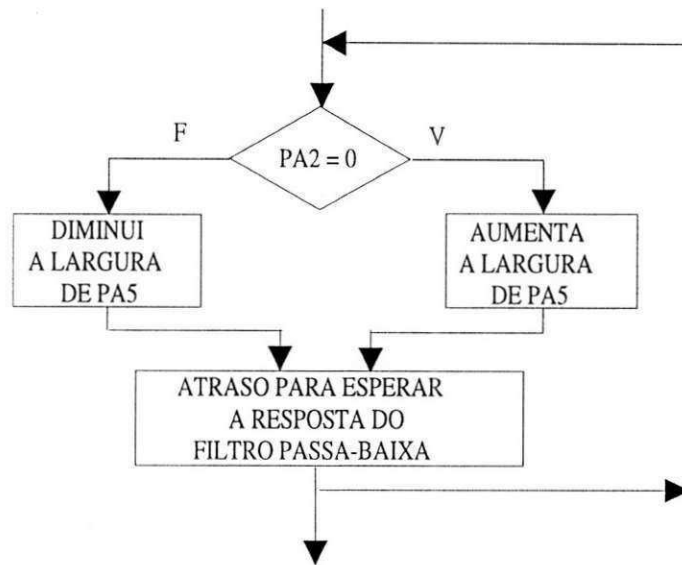 F
V
PA2 = 0
DIMINUI
A LARGURA
DE PA5
AUMENTA
A LARGURA
DE PA5
ATRASO PARA ESPERAR
A RESPOSTA DO
FILTRO PASSA-BAIXA